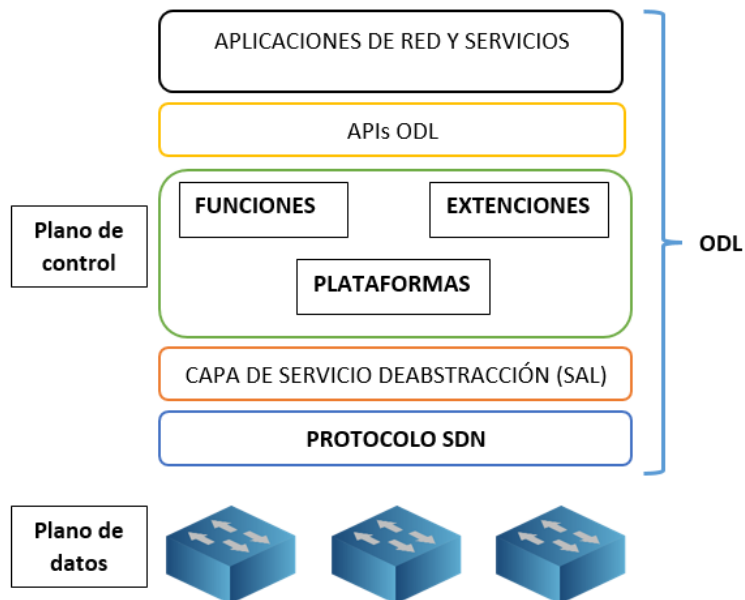 APLICACIONES DE RED Y SERVICIOS
APIs ODL
FUNCIONES
EXTENCIONES
Plano de
control
PLATAFORMAS
ODL
CAPA DE SERVICIO DEABSTRACCIÓN (SAL)
PROTOCOLO SDN
Plano de
datos